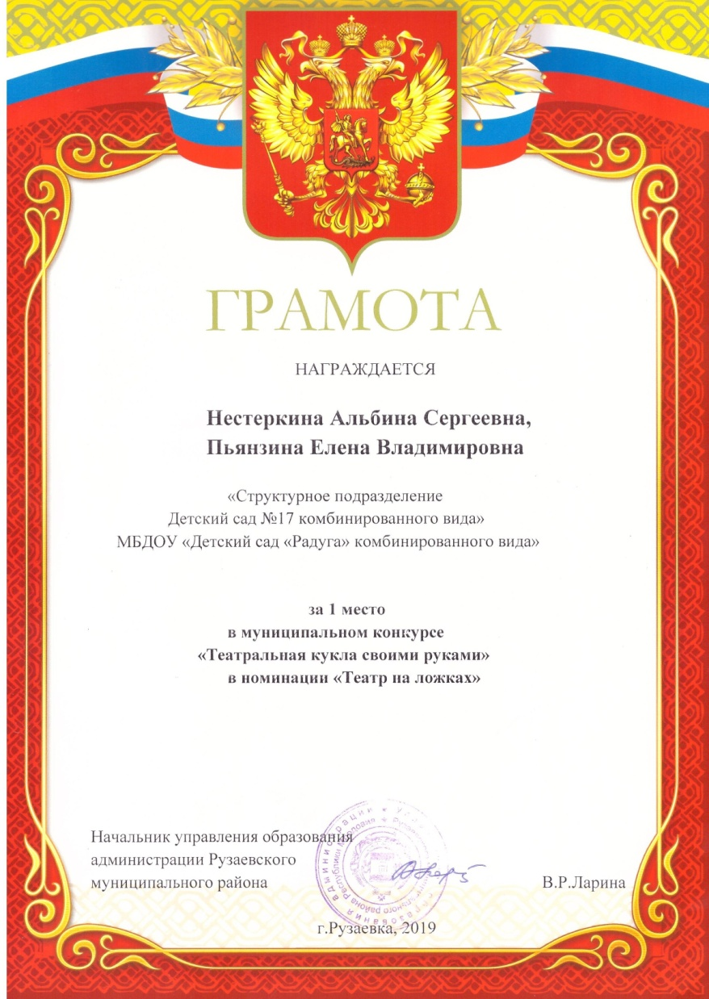 ГРАМОТА
НАГРАЖДАЕТСЯ
Нестеркина Альбина Сергеевна,
Пьянзина Елена Владимировна
«Структурное подразделение
Детский сад №17 комбинированного вида»
МБДОУ «Детский сад «Радуга» комбинированного вида»
за 1 место
в муниципальном конкурсе
«Театральная кукла своими руками»
в номинации «Театр на ложках»
Начальник управления образования
администрации Рузаевского
муниципального района
В.Р.Ларина
г.Рузаевка, 2019